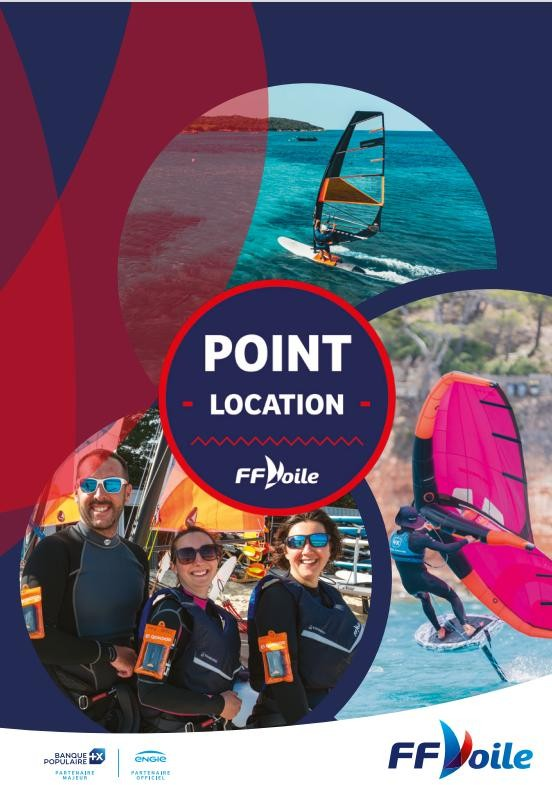 POINT
- LOCATION -
FFVoile
BANQUE
POPULAIRE
PARTENAIRE
MAJEUR
ENGIE
PARTENAIRE
OFFICIEL
FFVoile